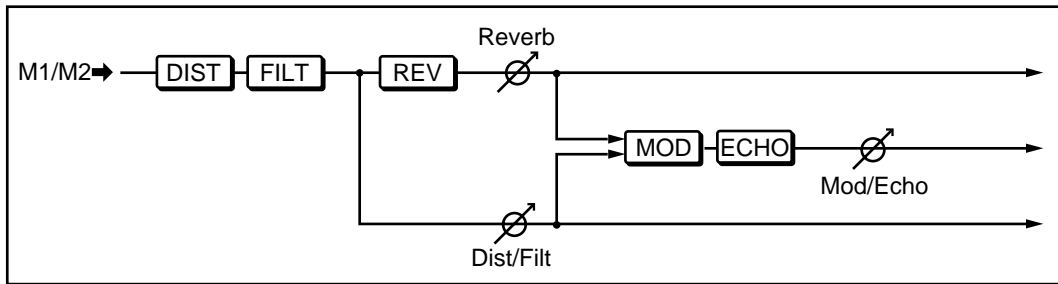 Reverb
M1/M2
DIST
FILT
REV
MOD
ECHO
Mod/Echo
Dist/Filt